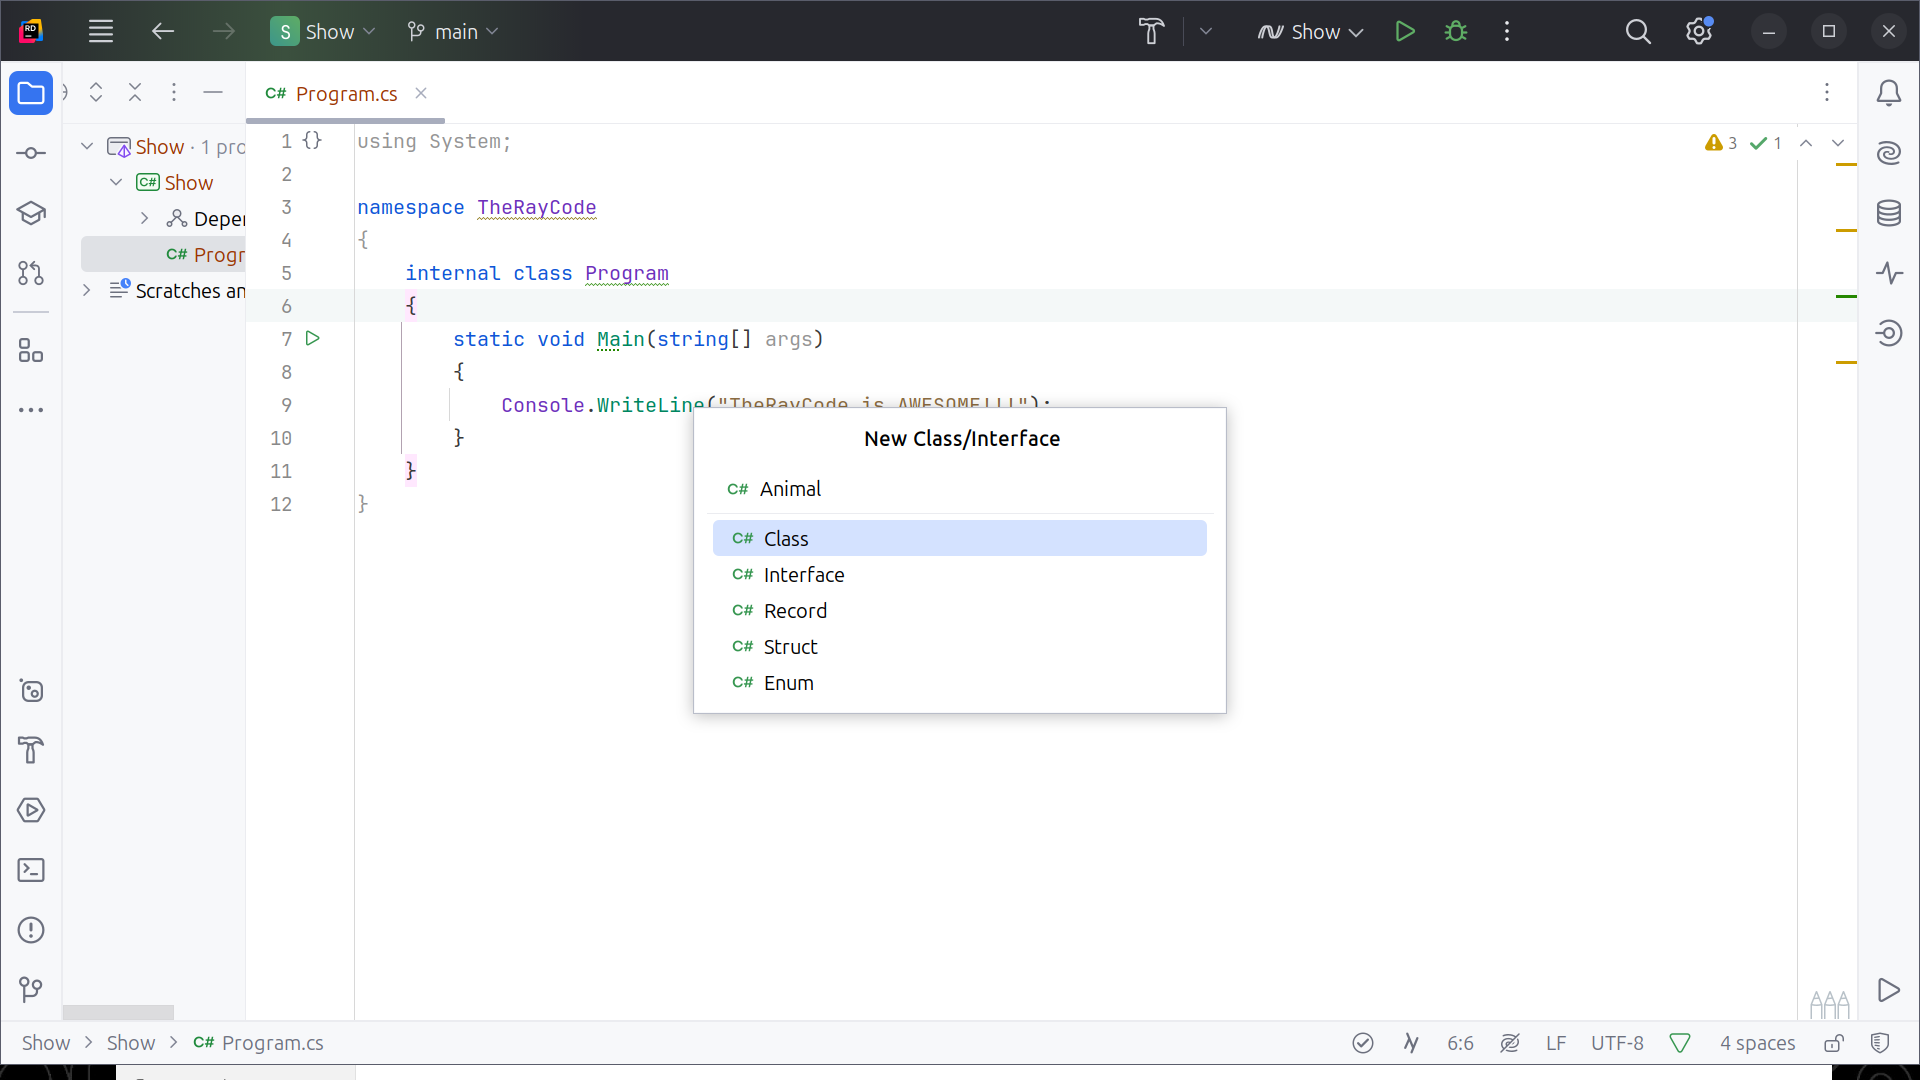 RD
S Show
main
Show
C# Program.cs
3
1
Show · 1 pro
C# Show
Depen
C# Progr
Scratches an
1 {} using System;
2
3 namespace TheRayCode
4 {
5 internal class Program
6 {
7 static void Main(string[] args)
8 {
9 Console.WriteLine("TheRayCode is AWESOME!!!");
10 }
11 }
12 }
New Class/Interface
C# Animal
C# Class
C# Interface
C# Record
C# Struct
C# Enum
Show > Show > C# Program.cs
6:6
LF
UTF-8
4 spaces